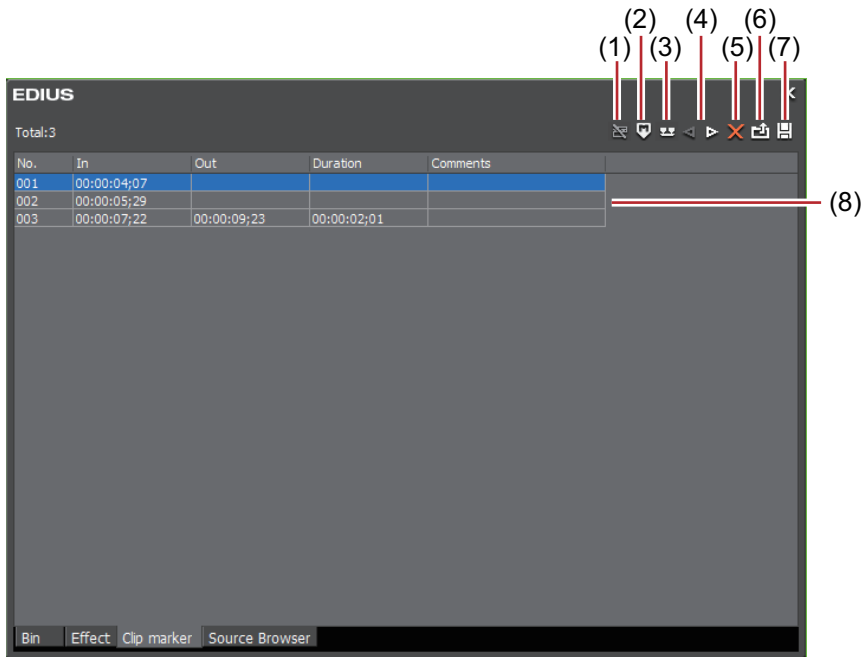 (2) (4) (6)
(1) (3) (5) (7)
EDIUS
Total:3
No. In Out Duration Comments
001 00:00:04;07
002 00:00:05;29
003 00:00:07;22 00:00:09;23 00:00:02;01
(8)
Bin Effect Clip marker Source Browser